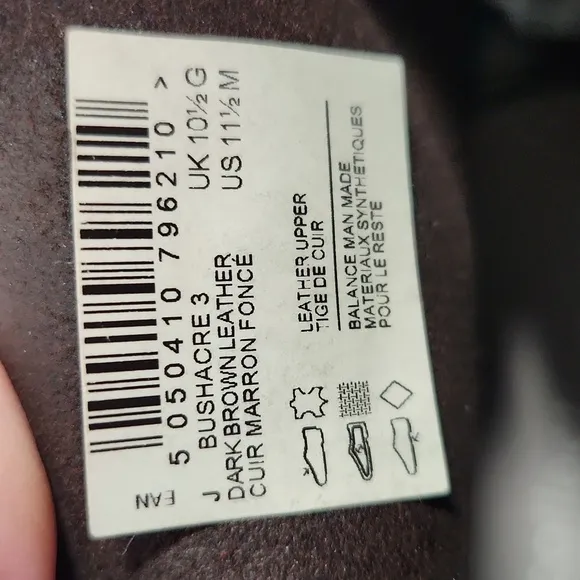 EAN
5 050410 796210 >
J
BUSHACRE 3
UK 10½ G
DARK BROWN LEATHER
US 11½ M
CUIR MARRON FONCÉ
LEATHER UPPER
TIGE DE CUIR
BALANCE MAN MADE
MATERIAUX SYNTHETIQUES
POUR LE RESTE